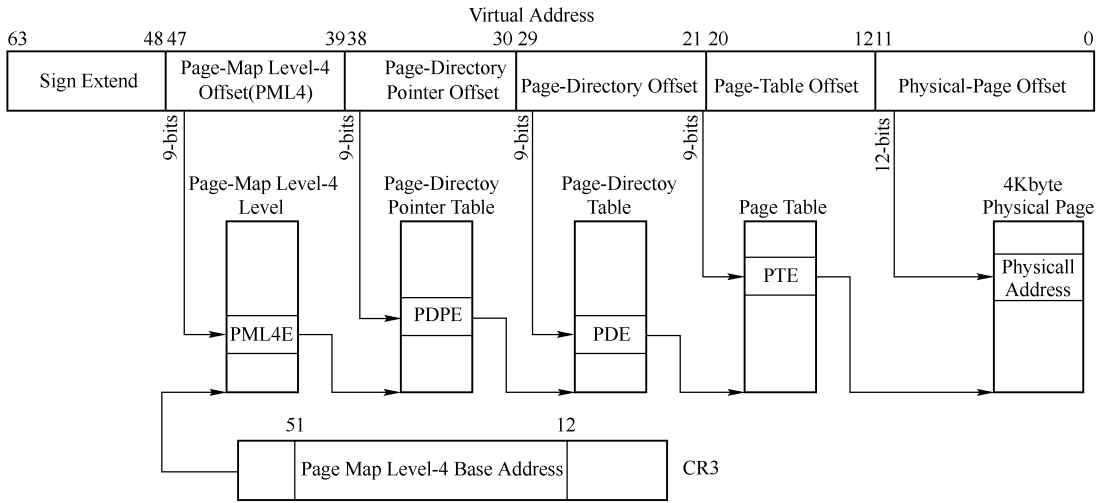 Virtual Address
63 48 47 39 38 30 29 21 20 12 11 0
Sign Extend
Page-Map Level-4
Offset(PML4)
Page-Directory
Pointer Offset
Page-Directory Offset
Page-Table Offset
Physical-Page Offset
9-bits
9-bits
9-bits
9-bits
12-bits
Page-Map Level-4
Level
Page-Directoy
Pointer Table
Page-Directoy
Table
Page Table
4Kbyte
Physical Page
PML4E
PDPE
PDE
PTE
Physicall
Address
51 12
Page Map Level-4 Base Address
CR3